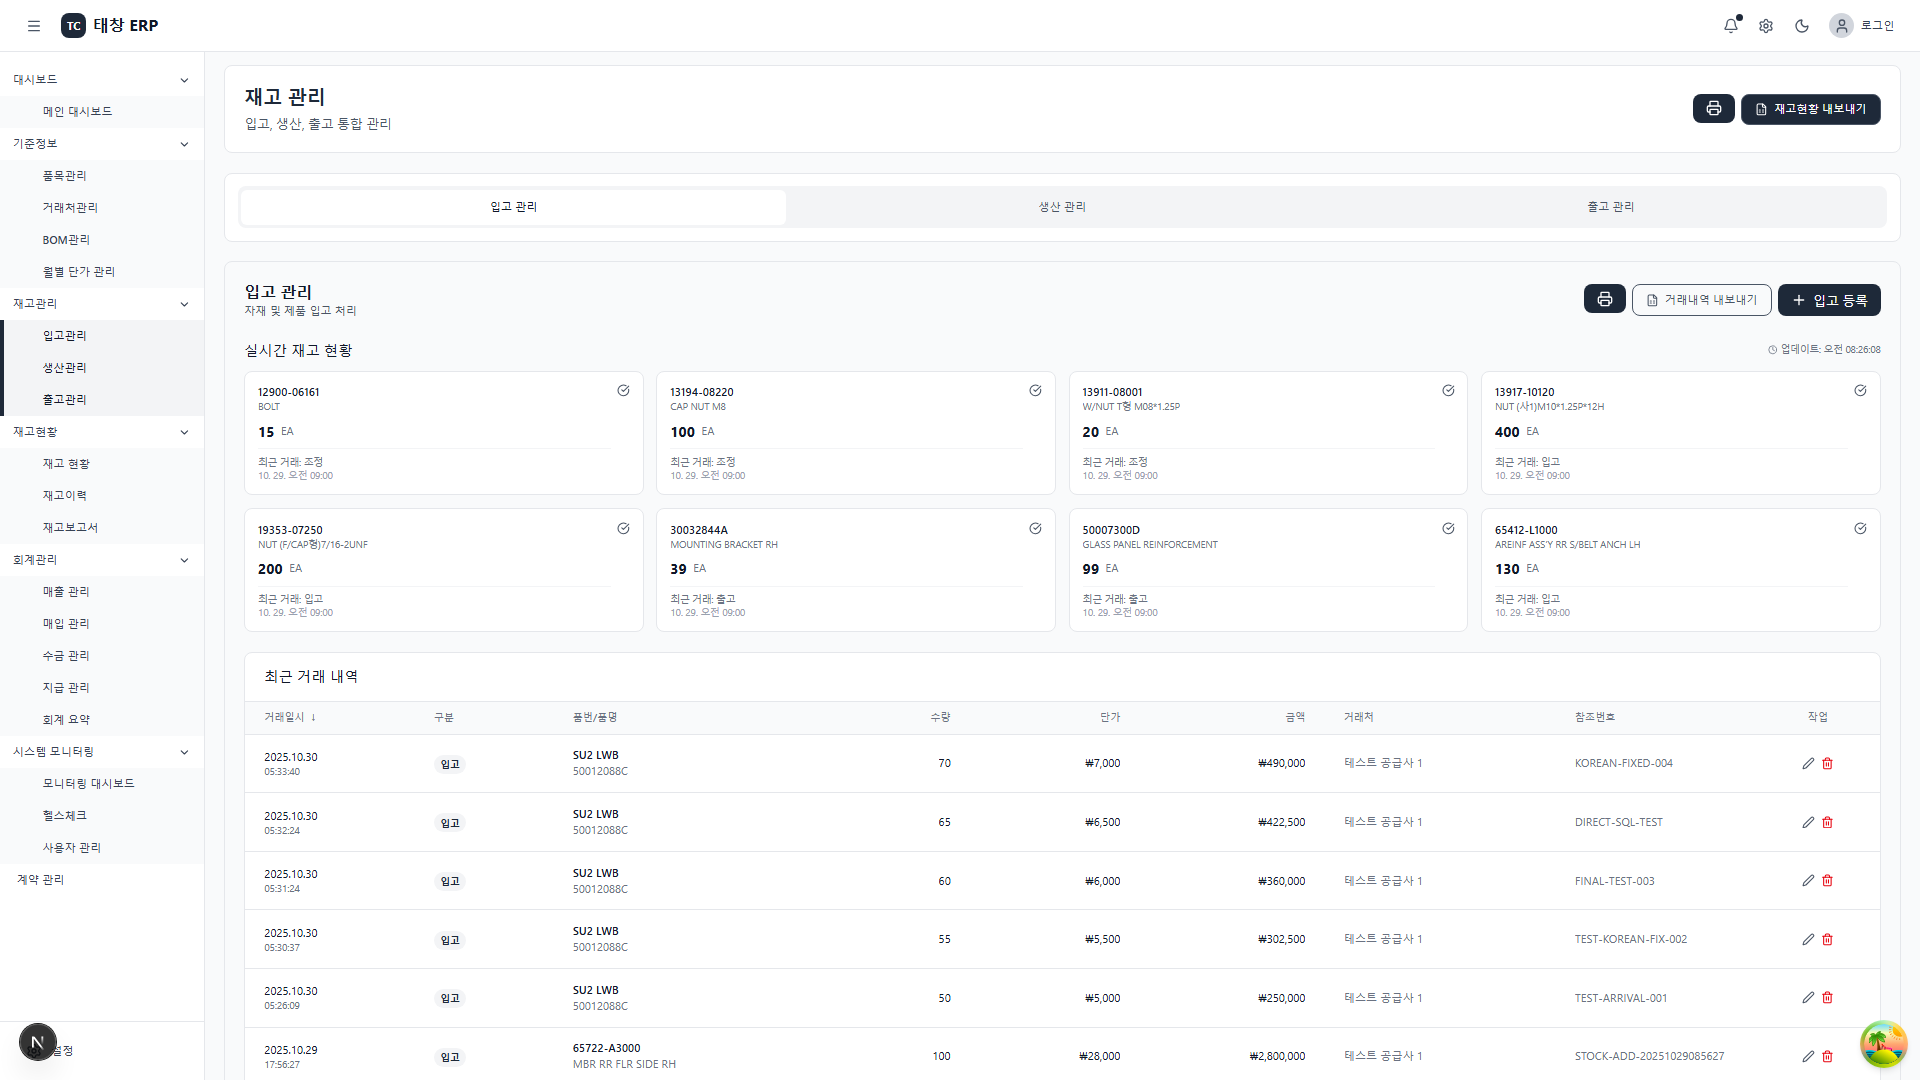 TC 태창 ERP
로그인
대시보드
메인 대시보드
기준정보
품목관리
거래처관리
BOM관리
월별 단가 관리
재고관리
입고관리
생산관리
출고관리
재고현황
재고 현황
재고이력
재고보고서
회계관리
매출 관리
매입 관리
수금 관리
지급 관리
회계 요약
시스템 모니터링
모니터링 대시보드
헬스체크
사용자 관리
계약 관리
N
설정
재고 관리
입고, 생산, 출고 통합 관리
재고현황 내보내기
입고 관리 생산 관리 출고 관리
입고 관리
자재 및 제품 입고 처리
거래내역 내보내기
입고 등록
실시간 재고 현황
업데이트: 오전 08:26:08
12900-06161
BOLT
15 EA
최근 거래: 조정
10. 29. 오전 09:00
13194-08220
CAP NUT M8
100 EA
최근 거래: 조정
10. 29. 오전 09:00
13911-08001
W/NUT T형 M08*1.25P
20 EA
최근 거래: 조정
10. 29. 오전 09:00
13917-10120
NUT (사1)M10*1.25P*12H
400 EA
최근 거래: 입고
10. 29. 오전 09:00
19353-07250
NUT (F/CAP형)7/16-2UNF
200 EA
최근 거래: 입고
10. 29. 오전 09:00
30032844A
MOUNTING BRACKET RH
39 EA
최근 거래: 출고
10. 29. 오전 09:00
50007300D
GLASS PANEL REINFORCEMENT
99 EA
최근 거래: 출고
10. 29. 오전 09:00
65412-L1000
AREINF ASS'Y RR S/BELT ANCH LH
130 EA
최근 거래: 입고
10. 29. 오전 09:00
최근 거래 내역
거래일시 ↓ 구분 품번/품명 수량 단가 금액 거래처 참조번호 작업
2025.10.30 05:33:40 입고 SU2 LWB 50012088C 70 ₩7,000 ₩490,000 테스트 공급사 1 KOREAN-FIXED-004
2025.10.30 05:32:24 입고 SU2 LWB 50012088C 65 ₩6,500 ₩422,500 테스트 공급사 1 DIRECT-SQL-TEST
2025.10.30 05:31:24 입고 SU2 LWB 50012088C 60 ₩6,000 ₩360,000 테스트 공급사 1 FINAL-TEST-003
2025.10.30 05:30:37 입고 SU2 LWB 50012088C 55 ₩5,500 ₩302,500 테스트 공급사 1 TEST-KOREAN-FIX-002
2025.10.30 05:26:09 입고 SU2 LWB 50012088C 50 ₩5,000 ₩250,000 테스트 공급사 1 TEST-ARRIVAL-001
2025.10.29 17:56:27 입고 65722-A3000 MBR RR FLR SIDE RH 100 ₩28,000 ₩2,800,000 테스트 공급사 1 STOCK-ADD-20251029085627